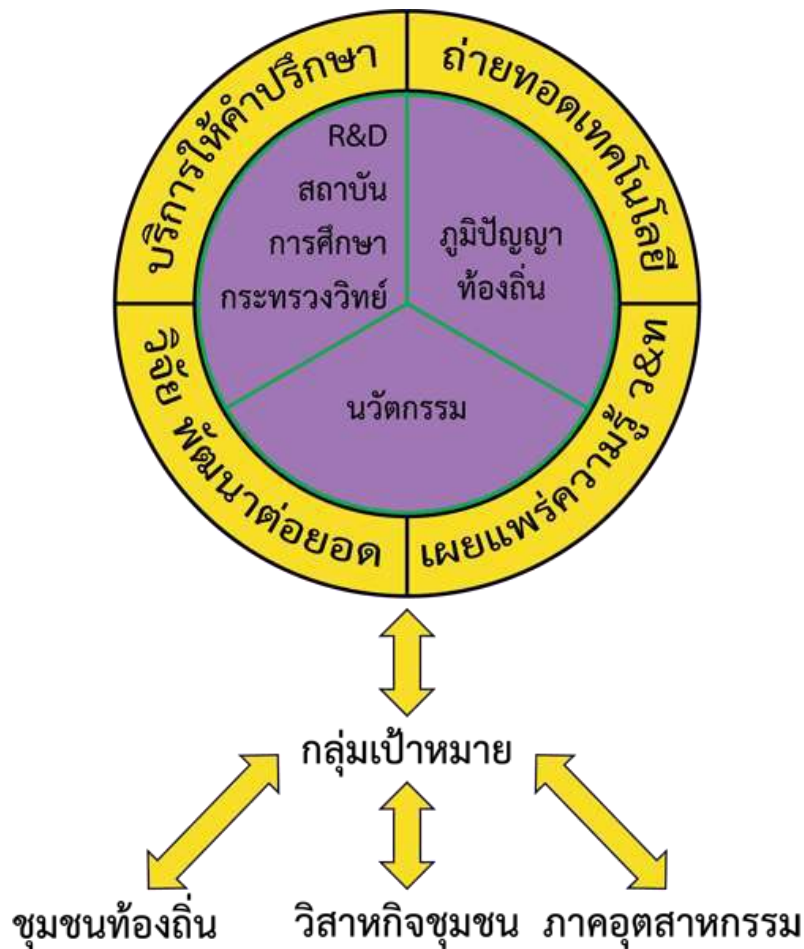 บริการให้คำปรึกษา
ถ่ายทอดเทคโนโลยี
R&D
สถาบัน
การศึกษา
กระทรวงวิทย์
ภูมิปัญญา
ท้องถิ่น
นวัตกรรม
วิจัย พัฒนาต่อยอด
เผยแพร่ความรู้ ว&ท
กลุ่มเป้าหมาย
ชุมชนท้องถิ่น
วิสาหกิจชุมชน
ภาคอุตสาหกรรม